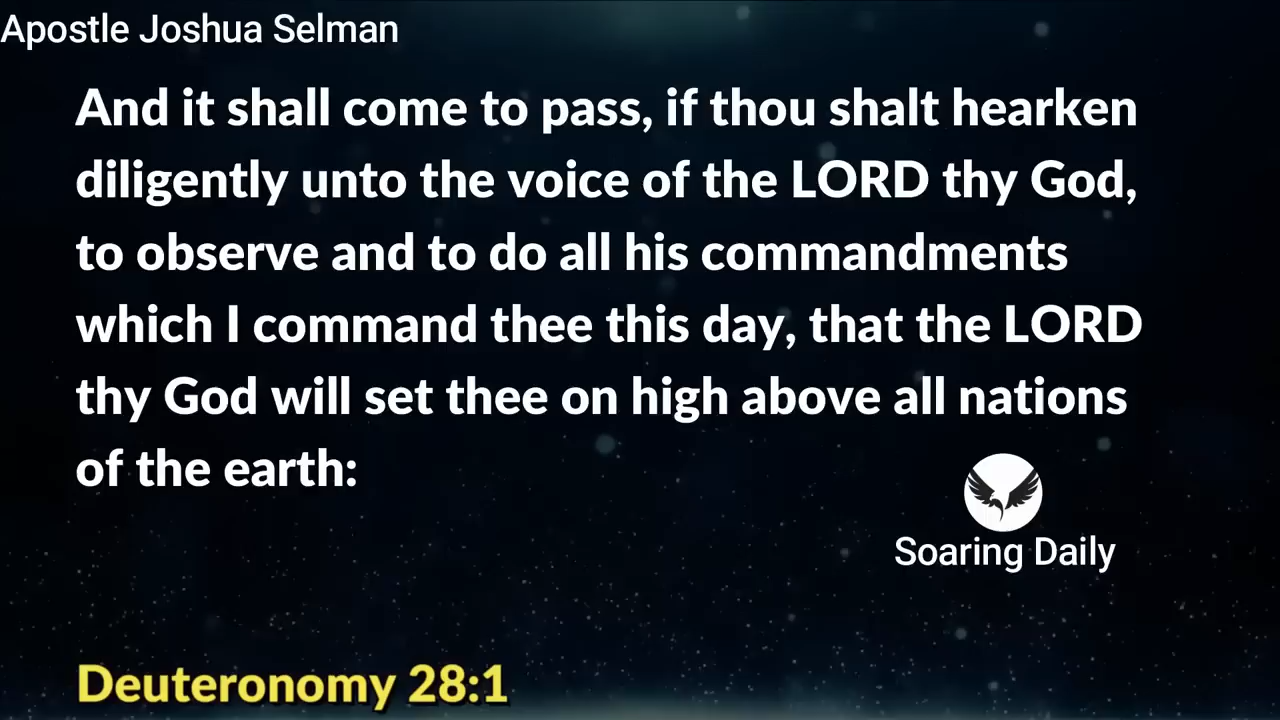 Apostle Joshua Selman
And it shall come to pass, if thou shalt hearken
diligently unto the voice of the LORD thy God,
to observe and to do all his commandments
which I command thee this day, that the LORD
thy God will set thee on high above all nations
of the earth:
Soaring Daily
Deuteronomy 28:1